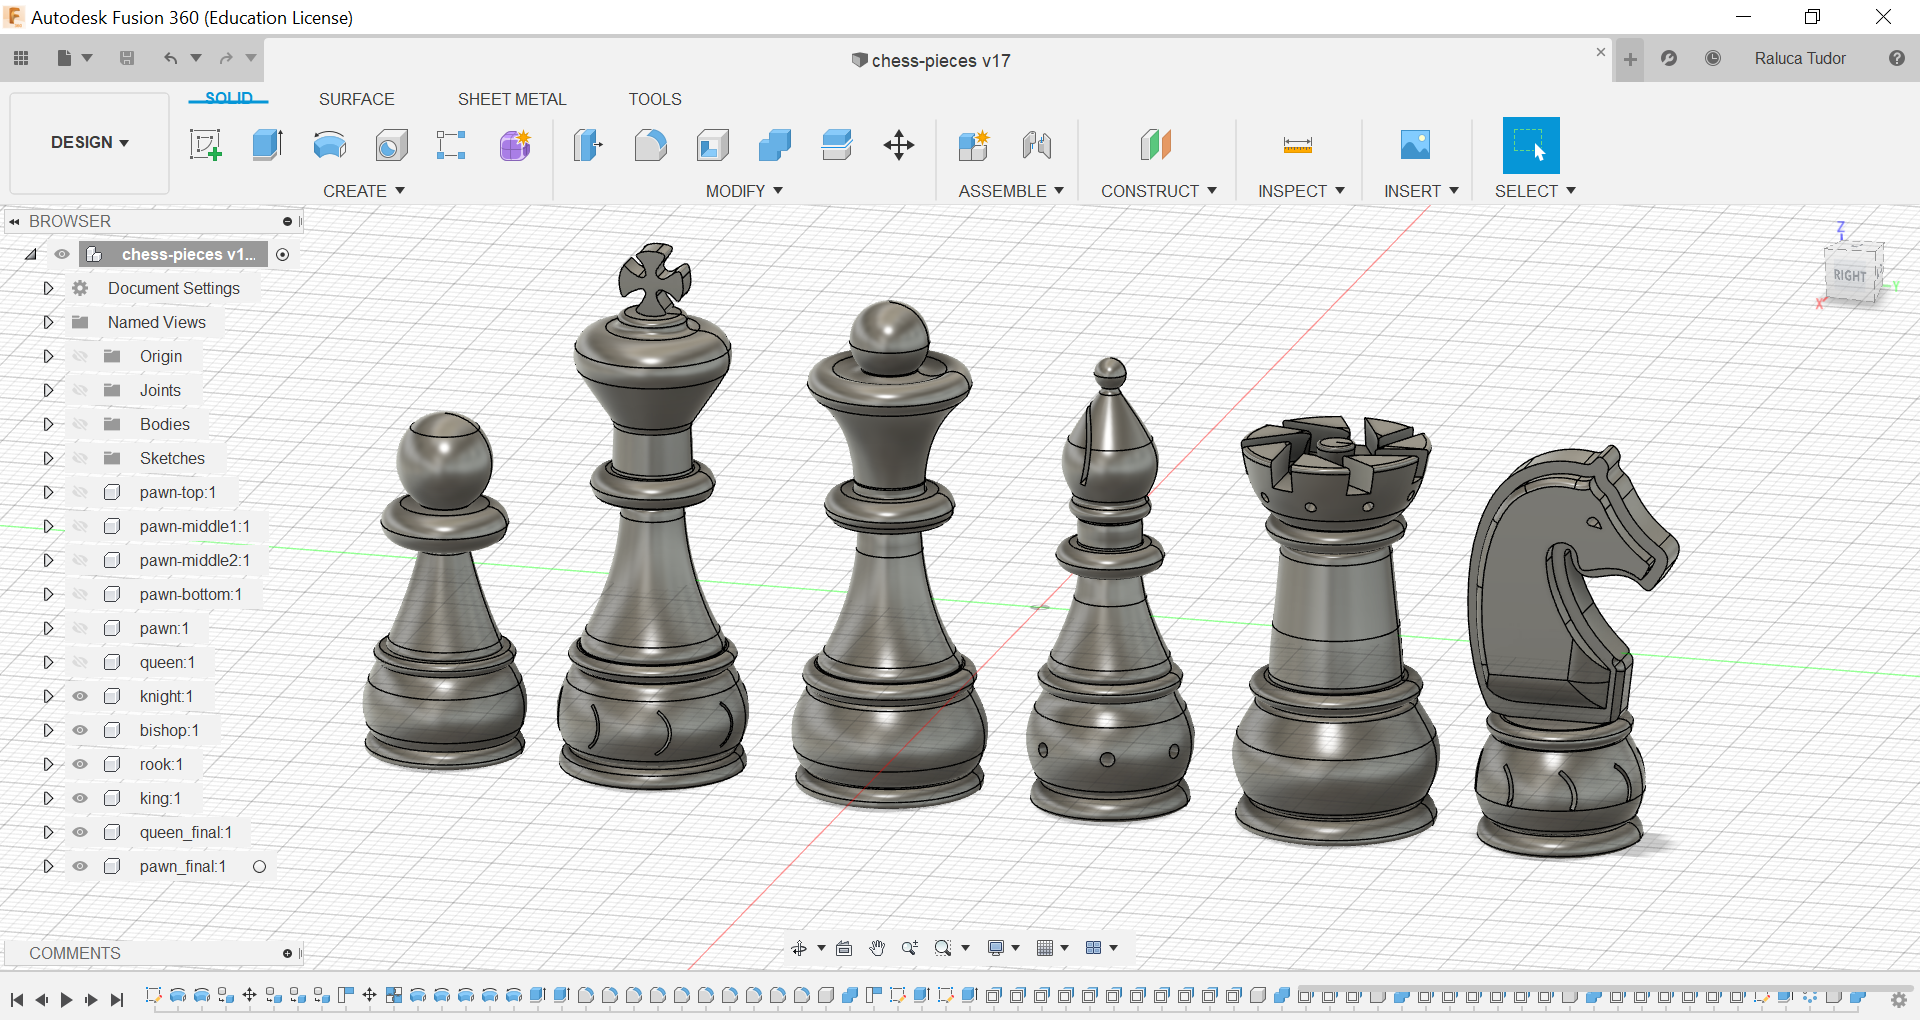 Autodesk Fusion 360 (Education License)
chess-pieces v17
Raluca Tudor
DESIGN
SOLID
SURFACE
SHEET METAL
TOOLS
CREATE
MODIFY
ASSEMBLE
CONSTRUCT
INSPECT
INSERT
SELECT
BROWSER
chess-pieces v1...
Document Settings
Named Views
Origin
Joints
Bodies
Sketches
pawn-top:1
pawn-middle1:1
pawn-middle2:1
pawn-bottom:1
pawn:1
queen:1
knight:1
bishop:1
rook:1
king:1
queen_final:1
pawn_final:1
Z
RIGHT
Y
X
COMMENTS